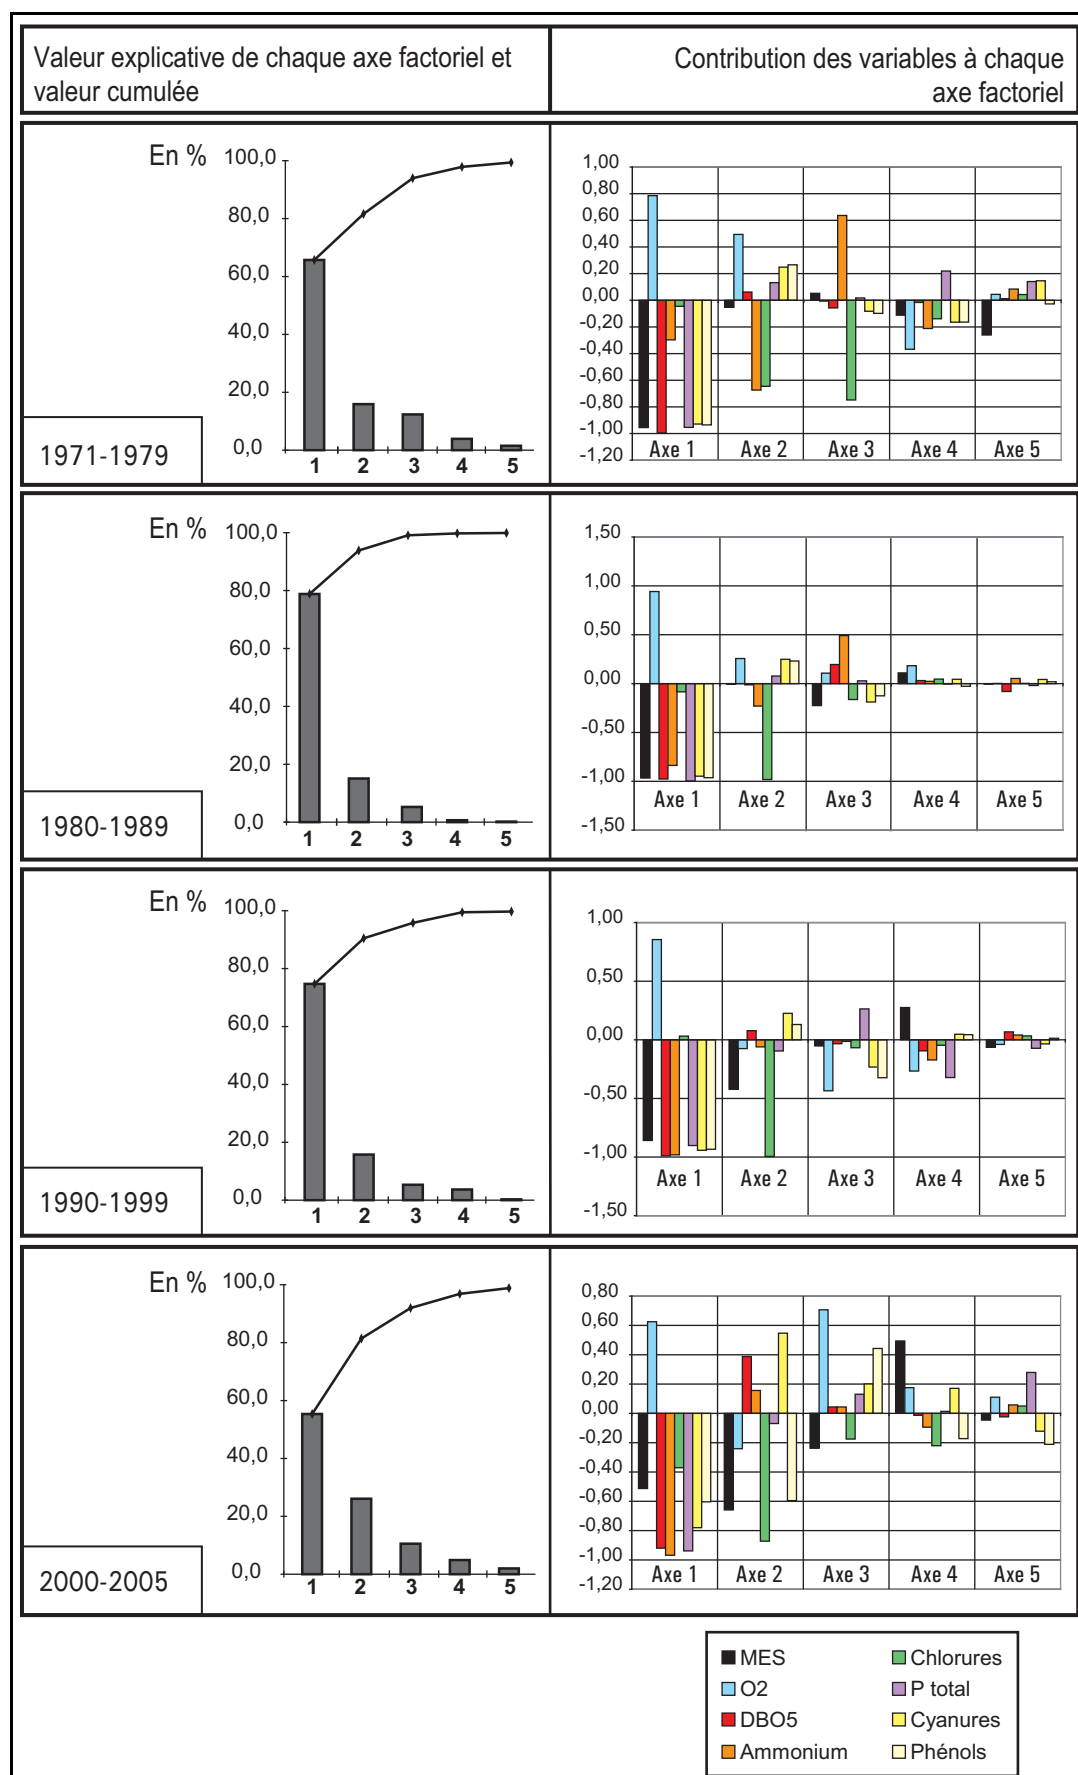 Valeur explicative de chaque axe factoriel et
valeur cumulée
Contribution des variables à chaque
axe factoriel
En %
100,0
80,0
60,0
40,0
20,0
0,0
1 2 3 4 5
1971-1979
1,00
0,80
0,60
0,40
0,20
0,00
-0,20
-0,40
-0,60
-0,80
-1,00
-1,20
Axe 1 Axe 2 Axe 3 Axe 4 Axe 5
En %
100,0
80,0
60,0
40,0
20,0
0,0
1 2 3 4 5
1980-1989
1,50
1,00
0,50
0,00
-0,50
-1,00
-1,50
Axe 1 Axe 2 Axe 3 Axe 4 Axe 5
En %
100,0
80,0
60,0
40,0
20,0
0,0
1 2 3 4 5
1990-1999
1,00
0,50
0,00
-0,50
-1,00
-1,50
Axe 1 Axe 2 Axe 3 Axe 4 Axe 5
En %
100,0
80,0
60,0
40,0
20,0
0,0
1 2 3 4 5
2000-2005
0,80
0,60
0,40
0,20
0,00
-0,20
-0,40
-0,60
-0,80
-1,00
-1,20
Axe 1 Axe 2 Axe 3 Axe 4 Axe 5
MES
O2
DBO5
Ammonium
Chlorures
P total
Cyanures
Phénols